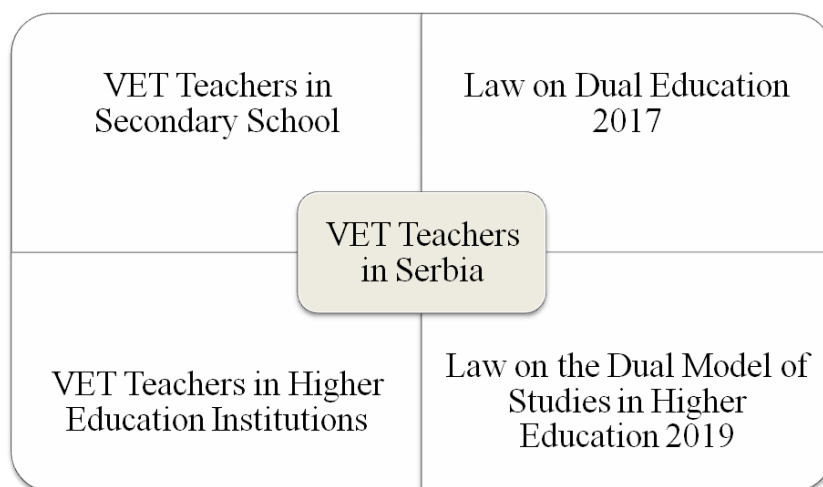 VET Teachers in
Secondary School
Law on Dual Education
2017
VET Teachers
in Serbia
VET Teachers in Higher
Education Institutions
Law on the Dual Model of
Studies in Higher
Education 2019